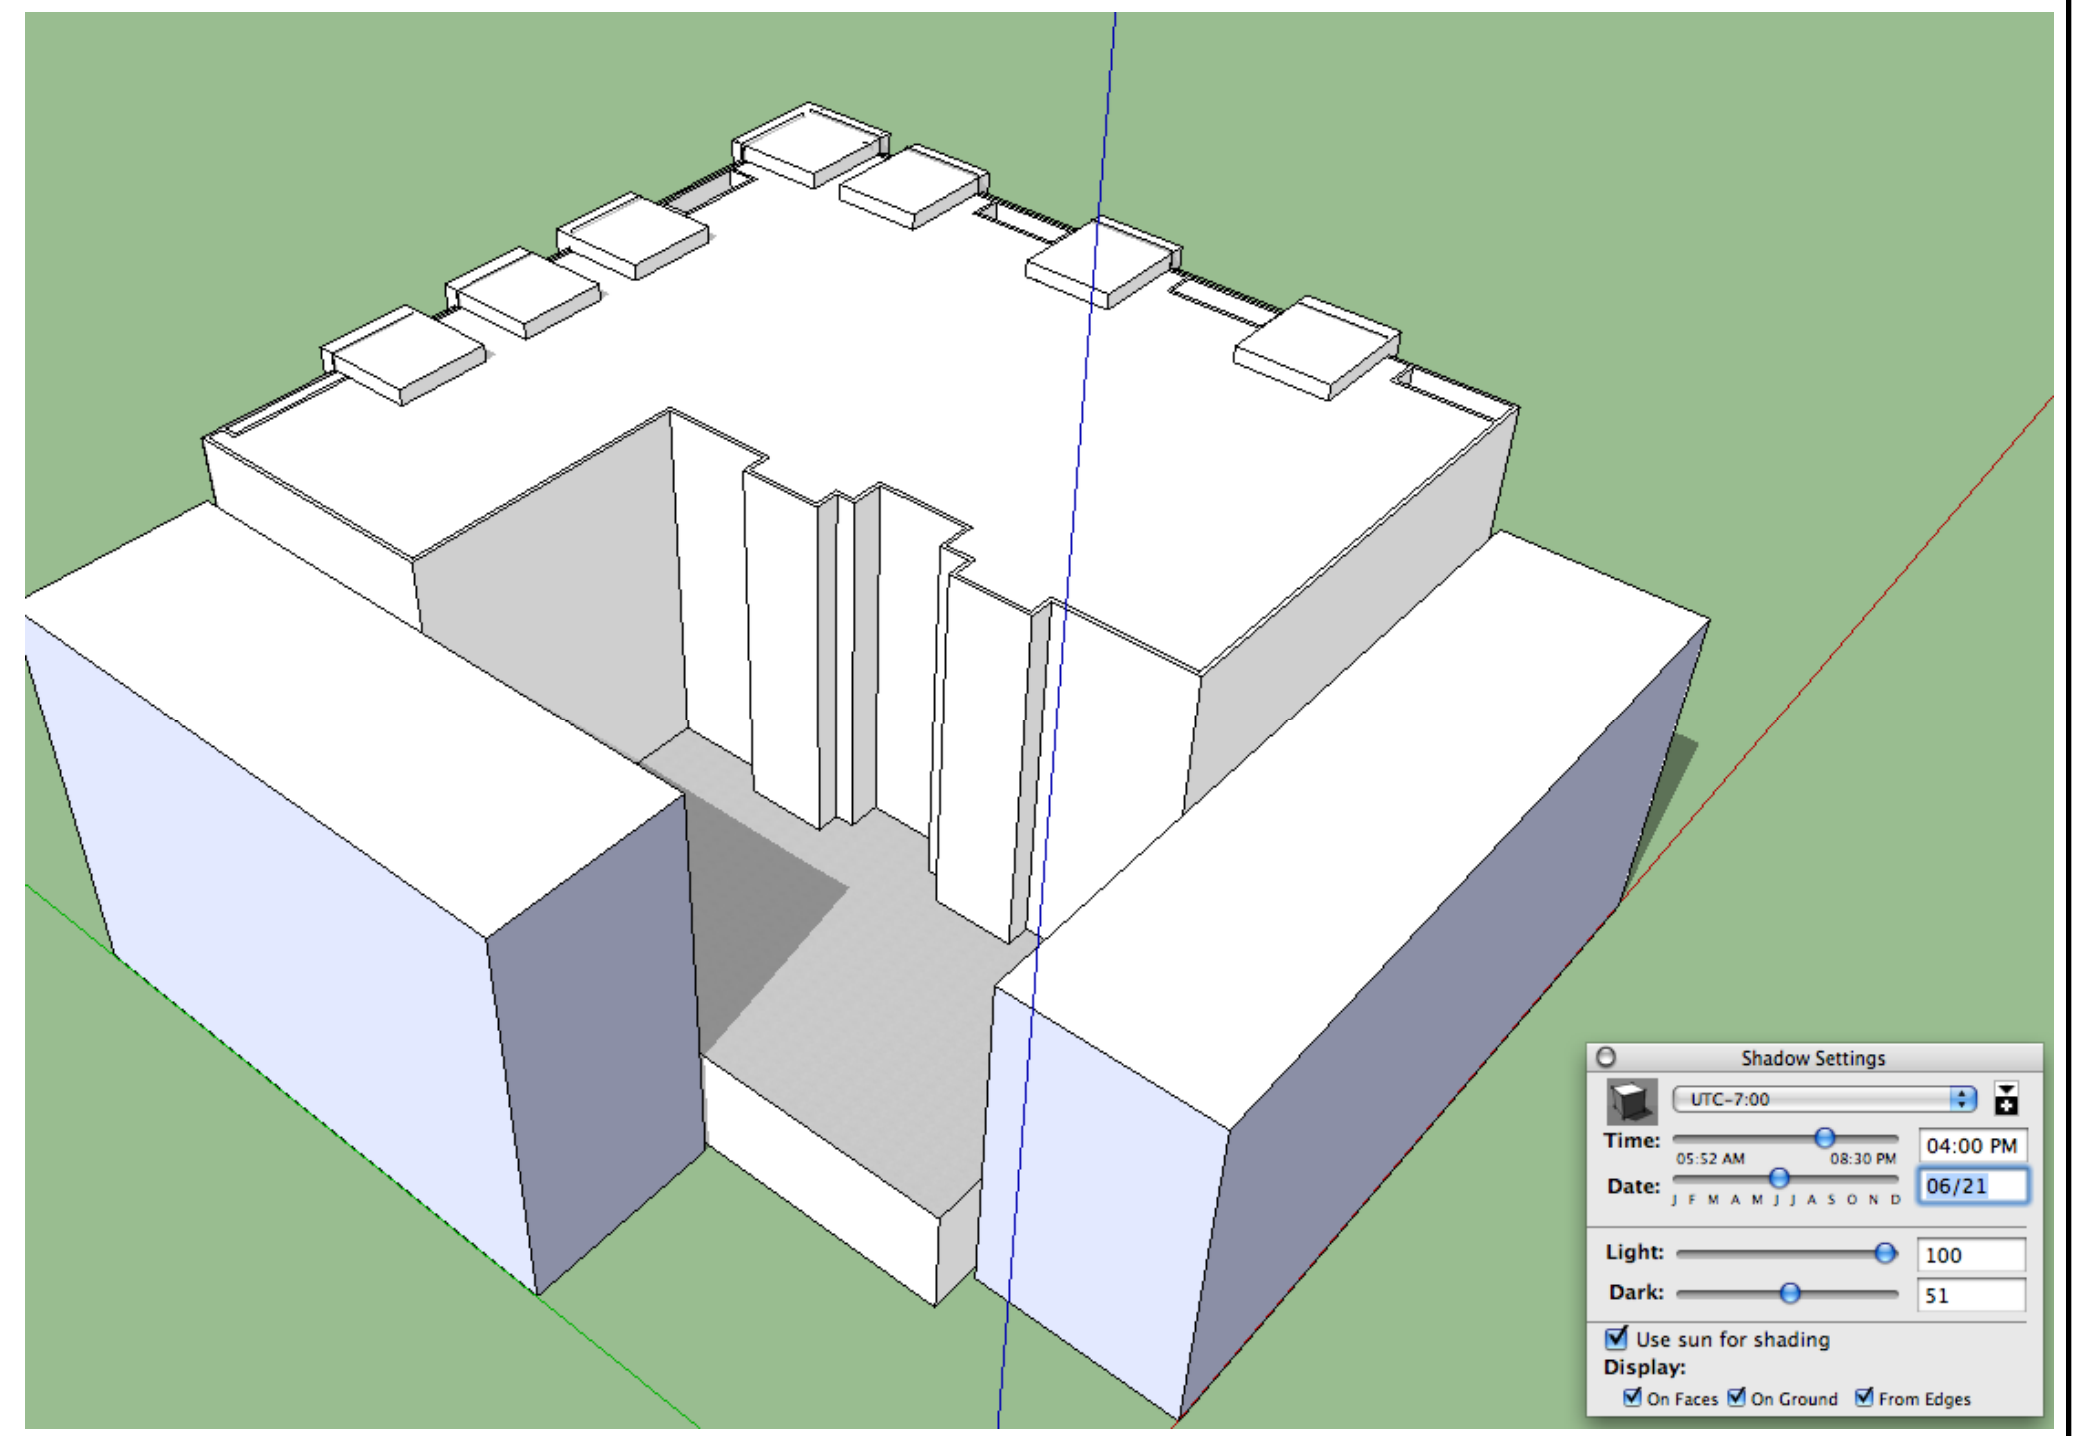 Shadow Settings
UTC-7:00
Time: 04:00 PM
05:52 AM 08:30 PM
Date: 06/21
J F M A M J J A S O N D
Light: 100
Dark: 51
Use sun for shading
Display:
On Faces On Ground From Edges